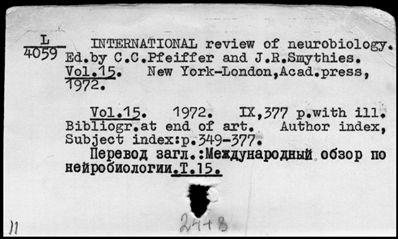 L
4059
INTERNATIONAL review of neurobiology.
Ed.by C.C.Pfeiffer and J.R.Smythies.
Vol.15. New York-London,Acad.press,
1972.
Vol.15. 1972. IX,377 p.with ill.
Bibliogr.at end of art. Author index,
Subject index:p.349-377.
Перевод загл.:Международный обзор по
нейробиологии.Т.15.